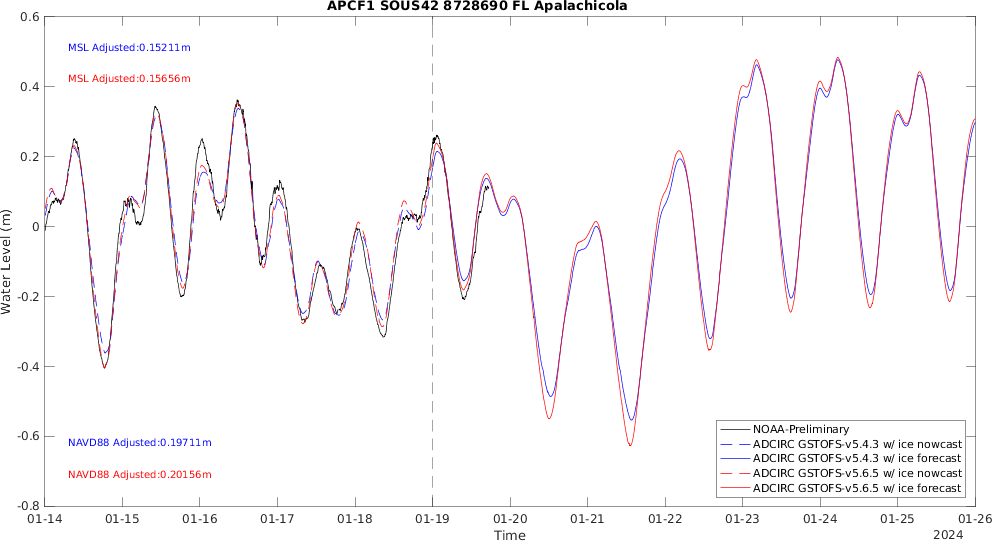 APCF1 SOUS42 8728690 FL Apalachicola
0.6
0.4
0.2
0
-0.2
-0.4
-0.6
-0.8
Water Level (m)
MSL Adjusted:0.15211m
MSL Adjusted:0.15656m
NAVD88 Adjusted:0.19711m
NAVD88 Adjusted:0.20156m
NOAA-Preliminary
ADCIRC GSTOFS-v5.4.3 w/ ice nowcast
ADCIRC GSTOFS-v5.4.3 w/ ice forecast
ADCIRC GSTOFS-v5.6.5 w/ ice nowcast
ADCIRC GSTOFS-v5.6.5 w/ ice forecast
01-14 01-15 01-16 01-17 01-18 01-19 01-20 01-21 01-22 01-23 01-24 01-25 01-26
Time
2024